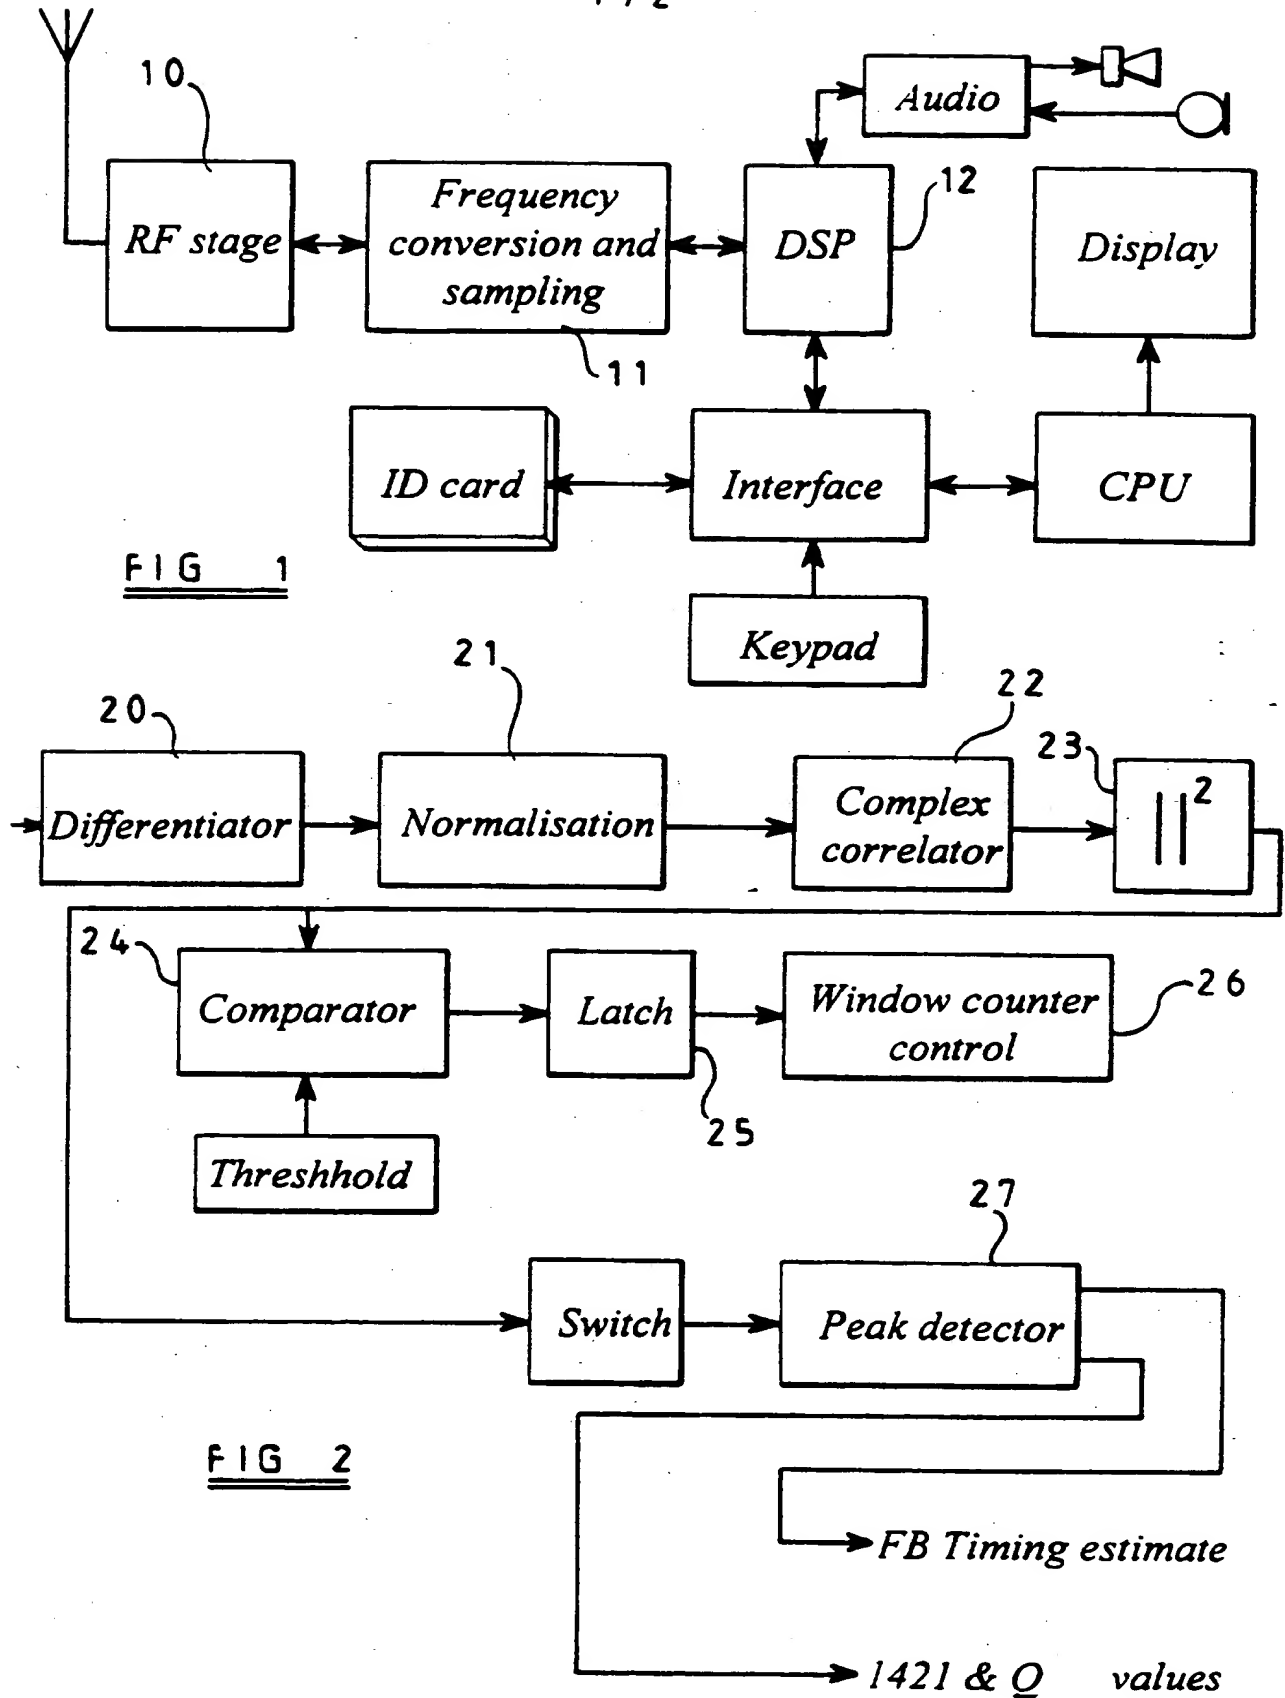 10
Audio
RF stage
Frequency
conversion and
sampling
DSP
12
Display
11
ID card
Interface
CPU
FIG 1
Keypad
20
21
22
23
Differentiator
Normalisation
Complex
correlator
||2
24
Comparator
Latch
Window counter
control
26
25
Threshhold
27
Switch
Peak detector
FIG 2
FB Timing estimate
1421 & Q values